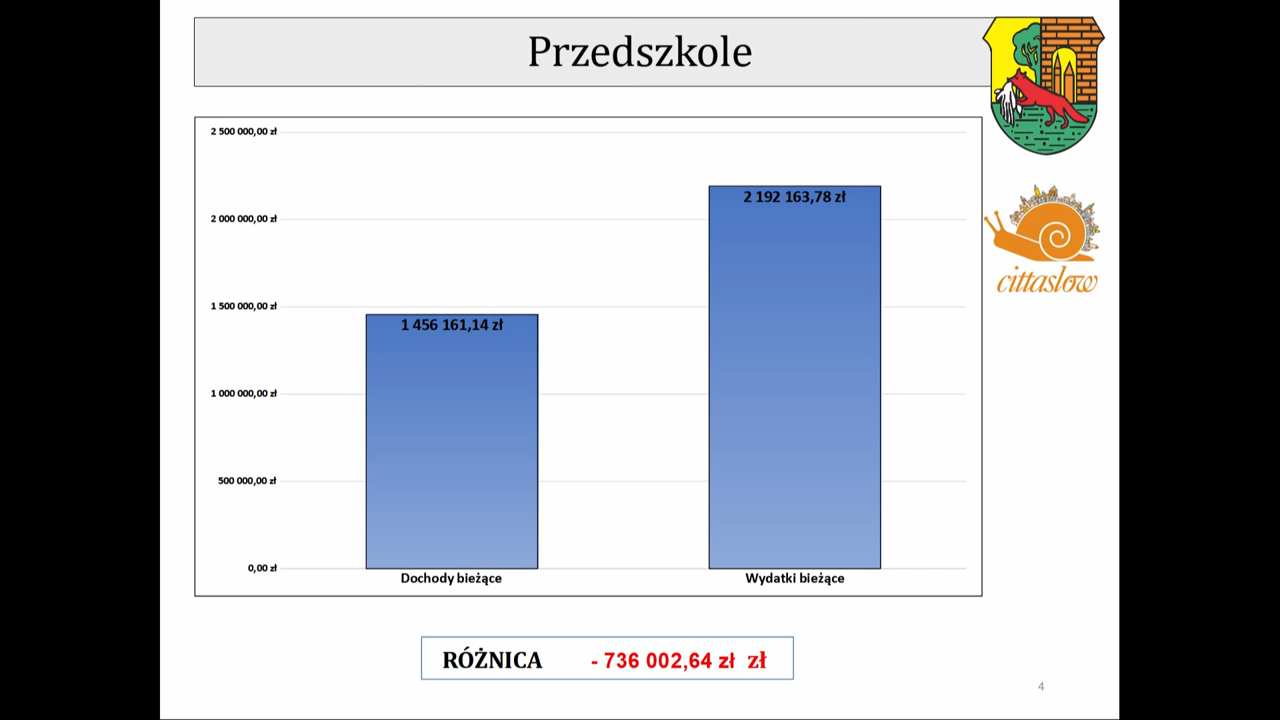 Przedszkole
2 500 000,00 zł
2 000 000,00 zł
1 500 000,00 zł
1 000 000,00 zł
500 000,00 zł
0,00 zł
1 456 161,14 zł
2 192 163,78 zł
Dochody bieżące
Wydatki bieżące
cittaslow
RÓŻNICA - 736 002,64 zł zł
4